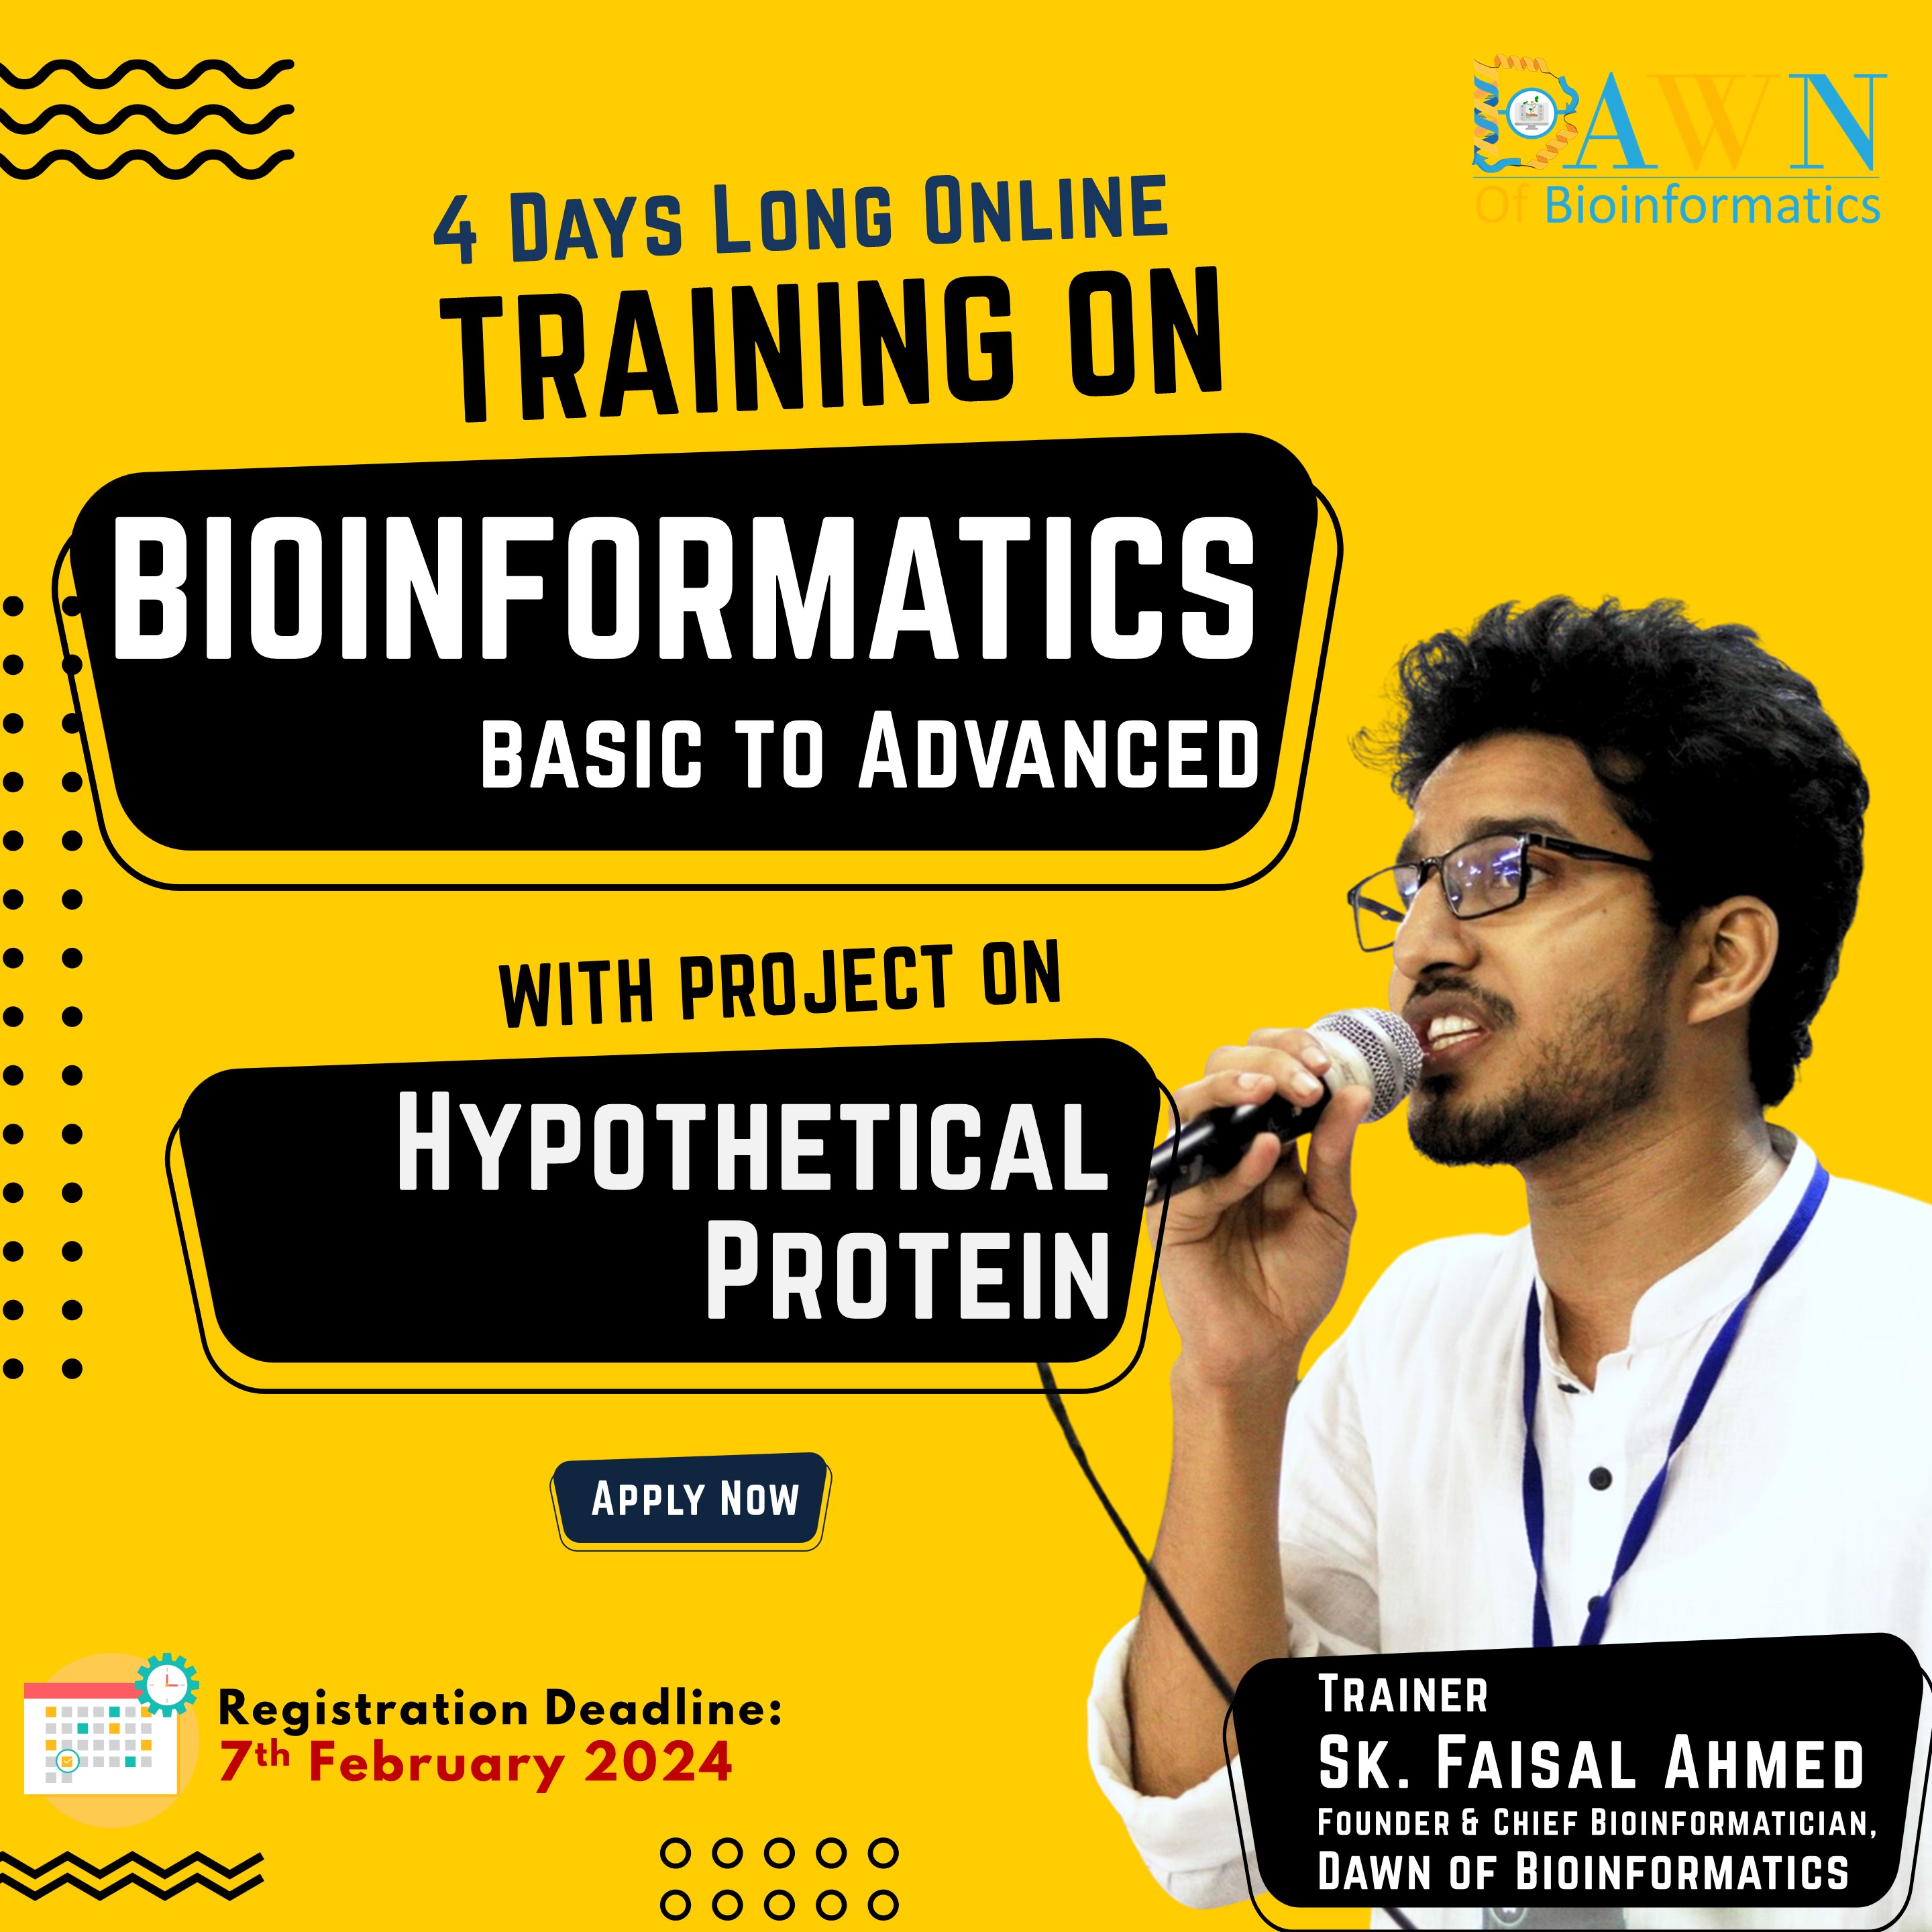 DAWN
Of Bioinformatics
4 Days Long Online
TRAINING ON
BIOINFORMATICS
BASIC TO ADVANCED
WITH PROJECT ON
HYPOTHETICAL
PROTEIN
APPLY NOW
Registration Deadline:
7th February 2024
TRAINER
SK. FAISAL AHMED
FOUNDER & CHIEF BIOINFORMATICIAN,
DAWN OF BIOINFORMATICS